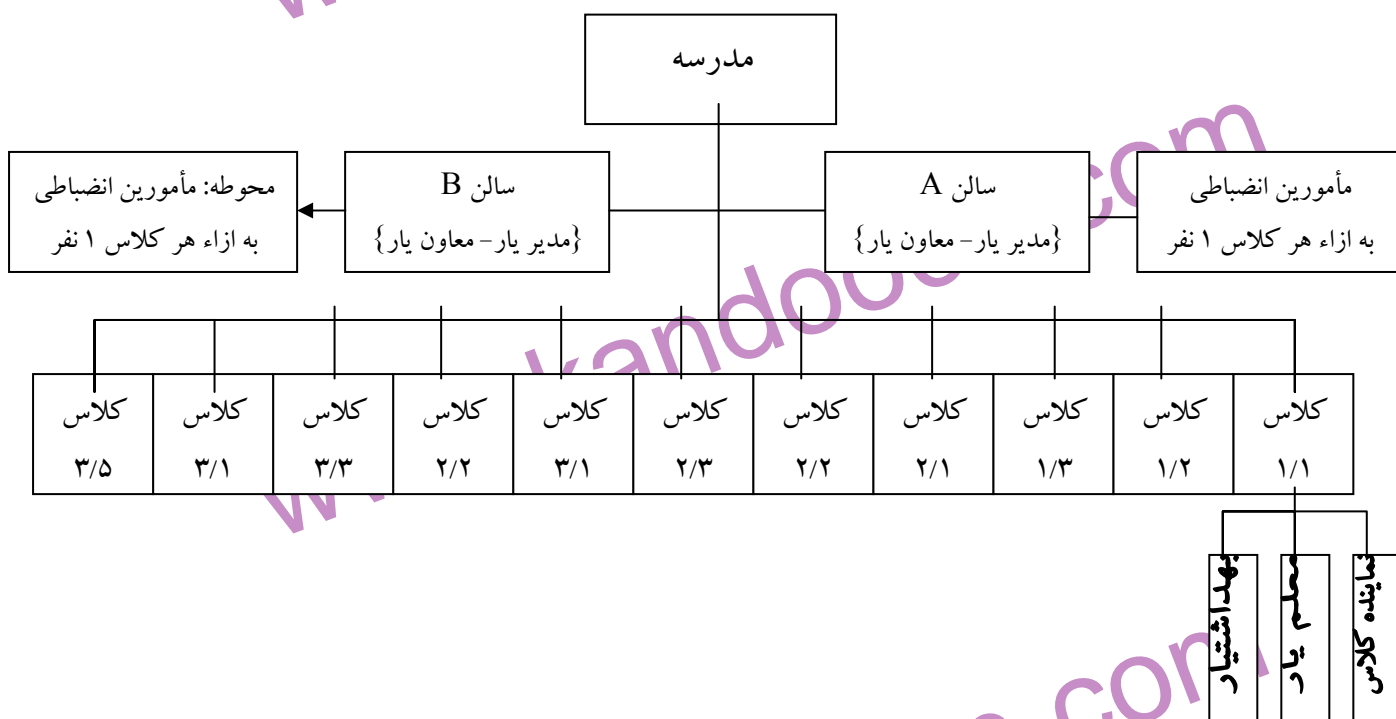 مدرسه
مأمورین انضباطی
به ازاء هر کلاس ۱ نفر
سالن A
{مدیر یار- معاون یار}
سالن B
{مدیر یار- معاون یار}
محوطه: مأمورین انضباطی
به ازاء هر کلاس ۱ نفر
کلاس
۱/۱
کلاس
۱/۲
کلاس
۱/۳
کلاس
۲/۱
کلاس
۲/۲
کلاس
۲/۳
کلاس
۳/۱
کلاس
۲/۲
کلاس
۳/۳
کلاس
۳/۱
کلاس
۳/۵
نماینده کلاس
معلم یار
بهداشتیار